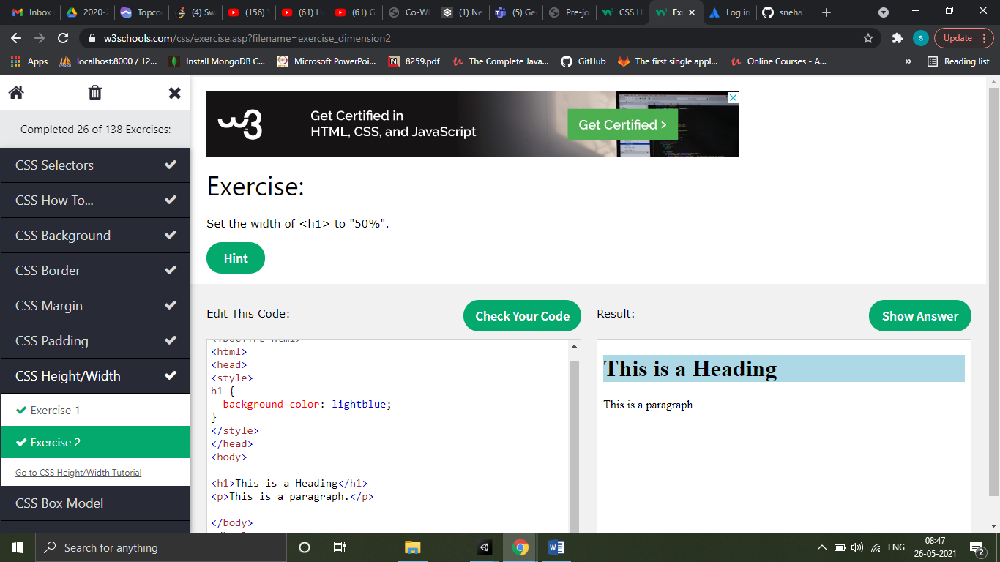 Inbox
2020-
Topco
(4) Sw
(156)
(61) H
(61) G
Co-W
(1) Ne
(5) Ge
Pre-jo
CSS H
Ex
Log in
sneha
w3schools.com/css/exercise.asp?filename=exercise_dimension2
s
Update
Apps
localhost:8000 / 12...
Install MongoDB C...
Microsoft PowerPoi...
8259.pdf
The Complete Java...
GitHub
The first single appl...
Online Courses - A...
»
Reading list
Completed 26 of 138 Exercises:
CSS Selectors
CSS How To...
CSS Background
CSS Border
CSS Margin
CSS Padding
CSS Height/Width
Exercise 1
Exercise 2
Go to CSS Height/Width Tutorial
CSS Box Model
w3
Get Certified in
HTML, CSS, and JavaScript
Get Certified >
Exercise:
Set the width of <h1> to "50%".
Hint
Edit This Code:
Check Your Code
<!DOCTYPE html>
<html>
<head>
<style>
h1 {
background-color: lightblue;
}
</style>
</head>
<body>
<h1>This is a Heading</h1>
<p>This is a paragraph.</p>
</body>
Result:
Show Answer
This is a Heading
This is a paragraph.
Search for anything
ENG
08:47
26-05-2021
2